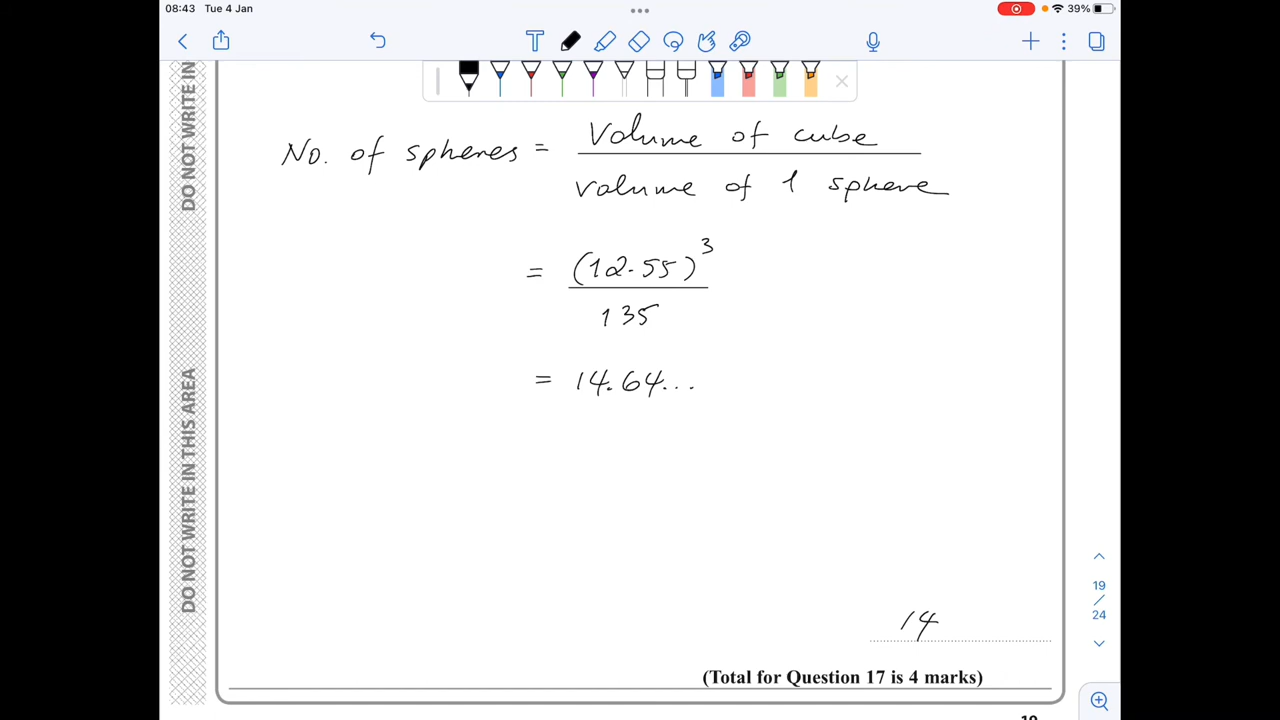 08:43 Tue 4 Jan
39%
DO NOT WRITE IN
No. of spheres = Volume of cube
volume of 1 sphere
= (12.55)³
135
= 14.64...
DO NOT WRITE IN THIS AREA
19
/
24
14
(Total for Question 17 is 4 marks)